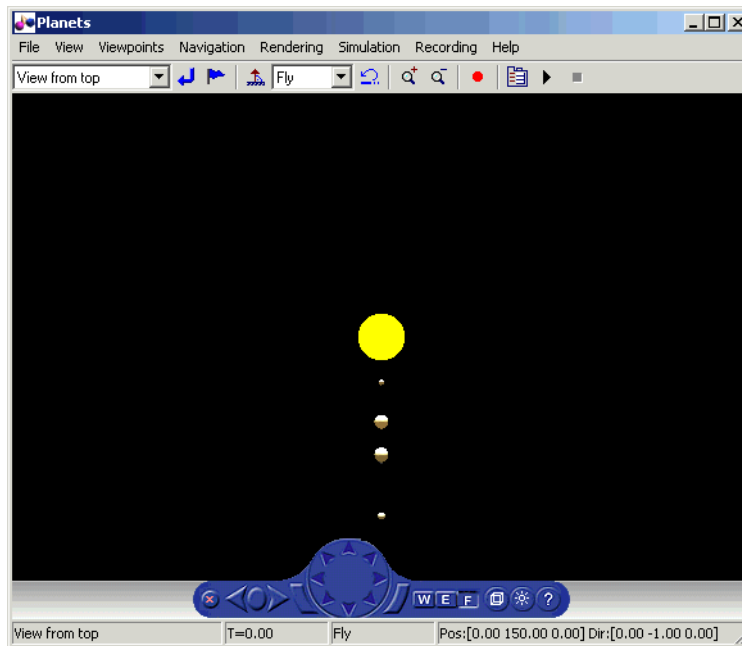 Planets
File View Viewpoints Navigation Rendering Simulation Recording Help
View from top Fly
W E F ?
View from top T=0.00 Fly Pos:[0.00 150.00 0.00] Dir:[0.00 -1.00 0.00]